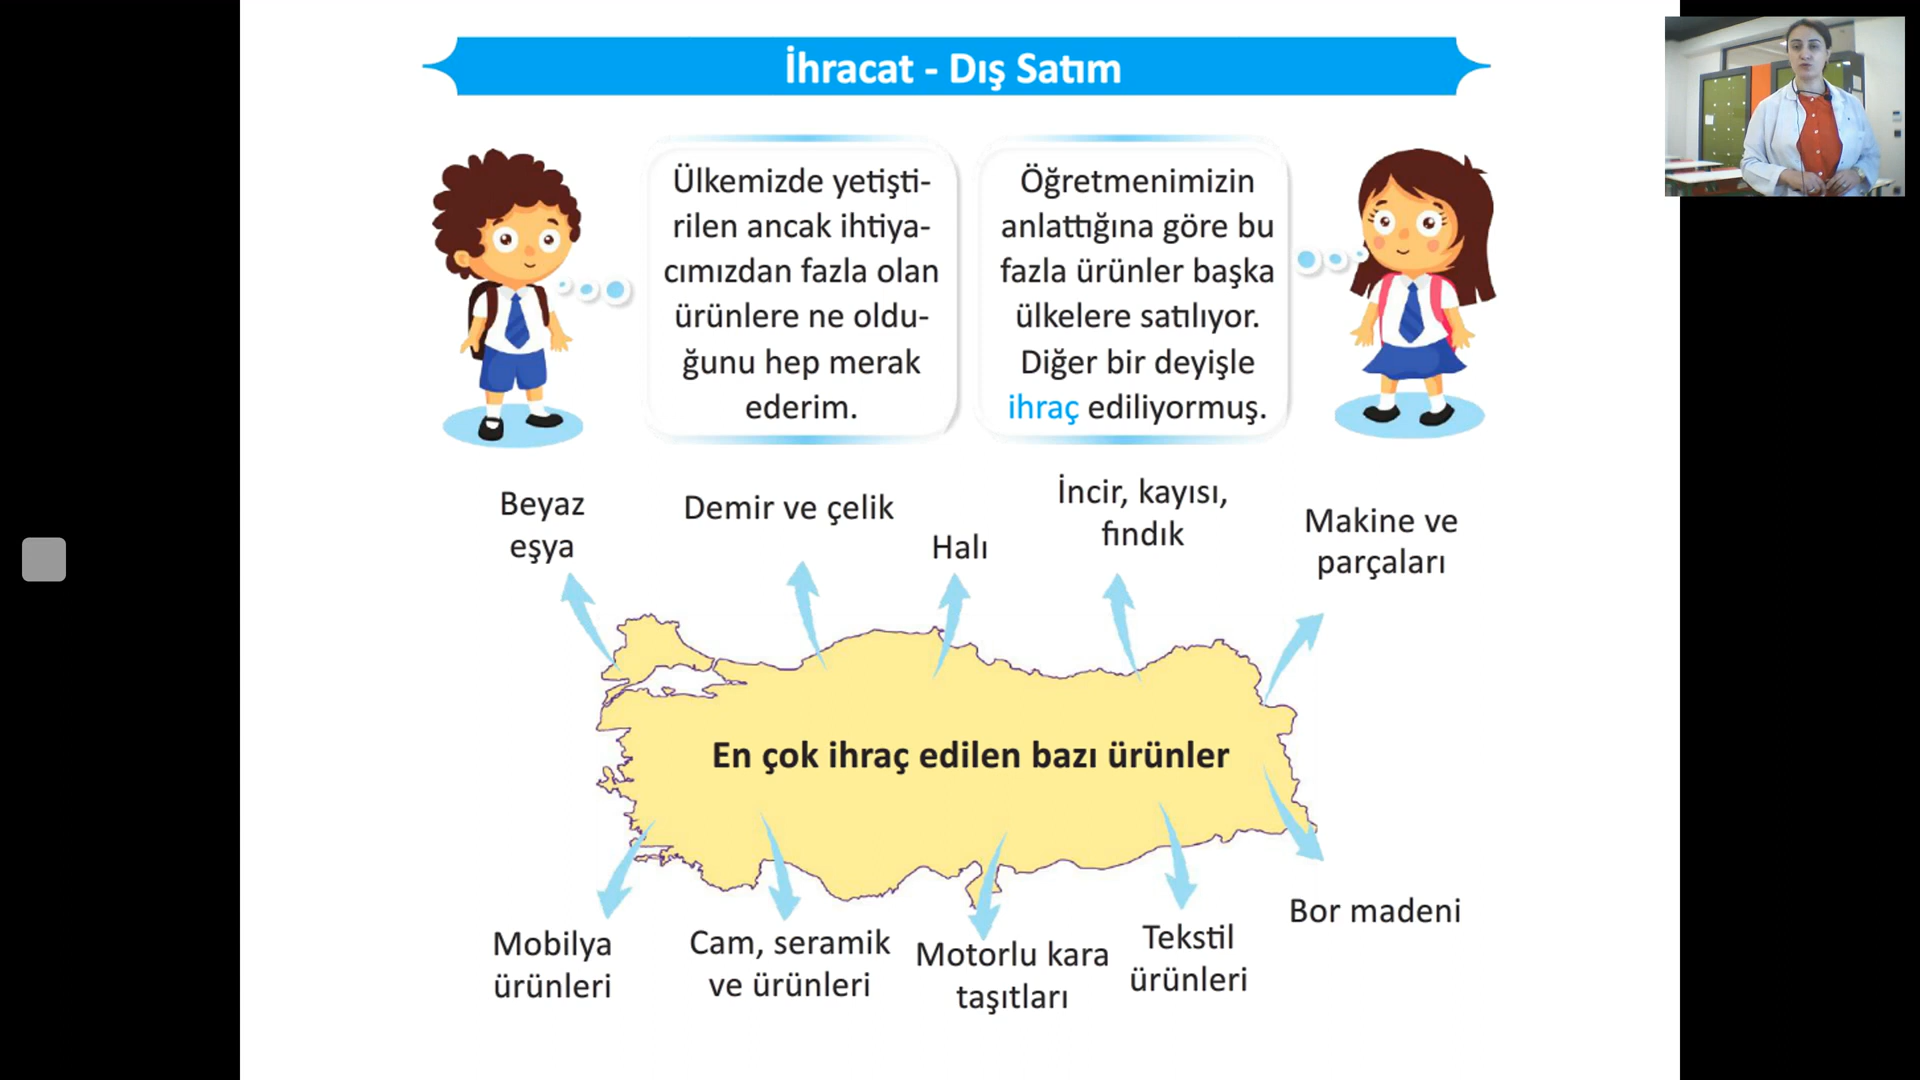 İhracat - Dış Satım
Ülkemizde yetişti-
rilen ancak ihtiya-
cımızdan fazla olan
ürünlere ne oldu-
ğunu hep merak
ederim.
Öğretmenimizin
anlattığına göre bu
fazla ürünler başka
ülkelere satılıyor.
Diğer bir deyişle
ihraç ediliyormuş.
Beyaz
eşya
Demir ve çelik
Halı
İncir, kayısı,
fındık
Makine ve
parçaları
En çok ihraç edilen bazı ürünler
Mobilya
ürünleri
Cam, seramik
ve ürünleri
Motorlu kara
taşıtları
Tekstil
ürünleri
Bor madeni